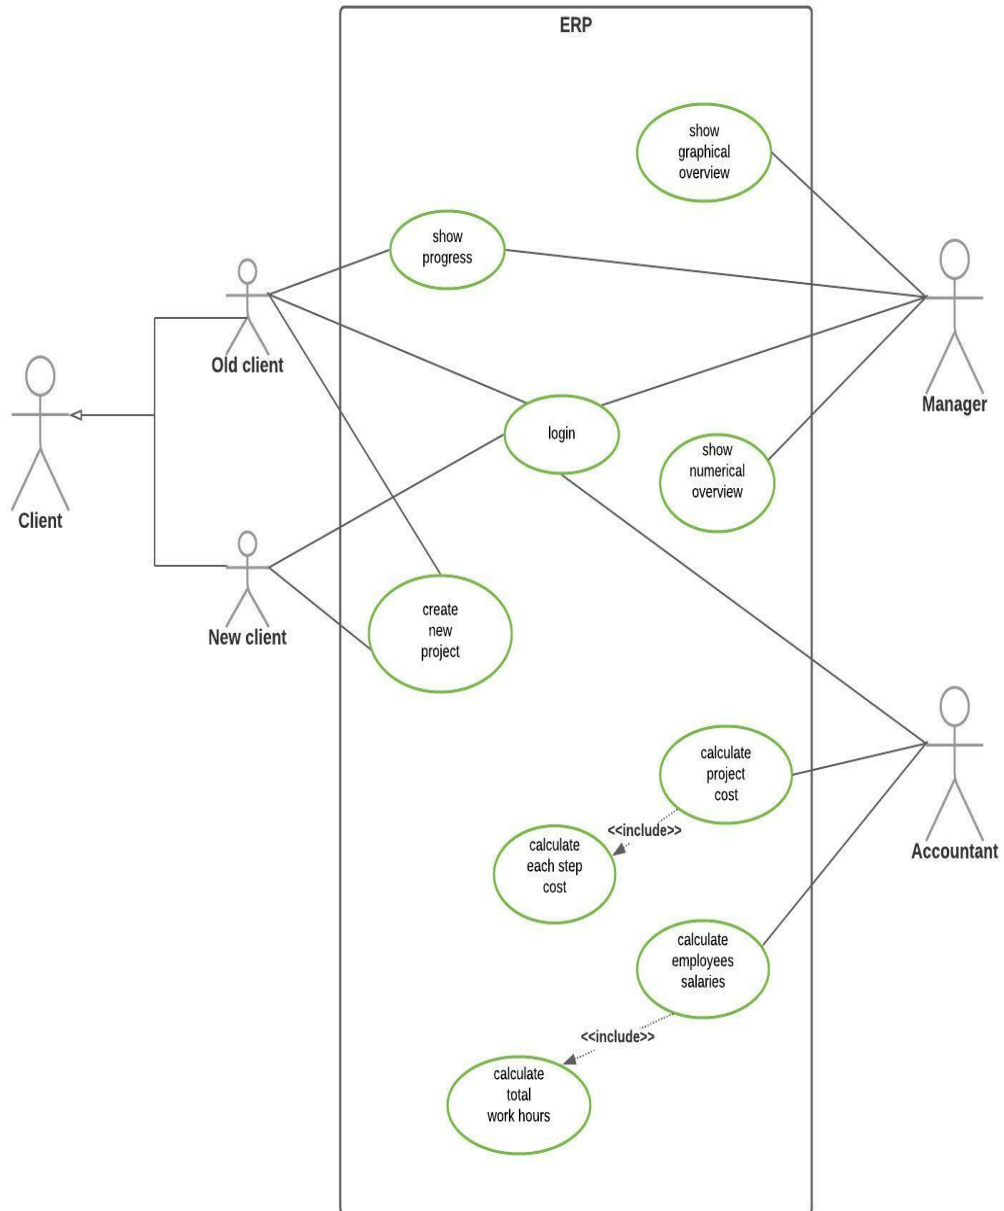 ERP
show
graphical
overview
show
progress
Old client
Manager
Client
login
show
numerical
overview
New client
create
new
project
calculate
project
cost
<<include>>
calculate
each step
cost
Accountant
calculate
employees
salaries
<<include>>
calculate
total
work hours